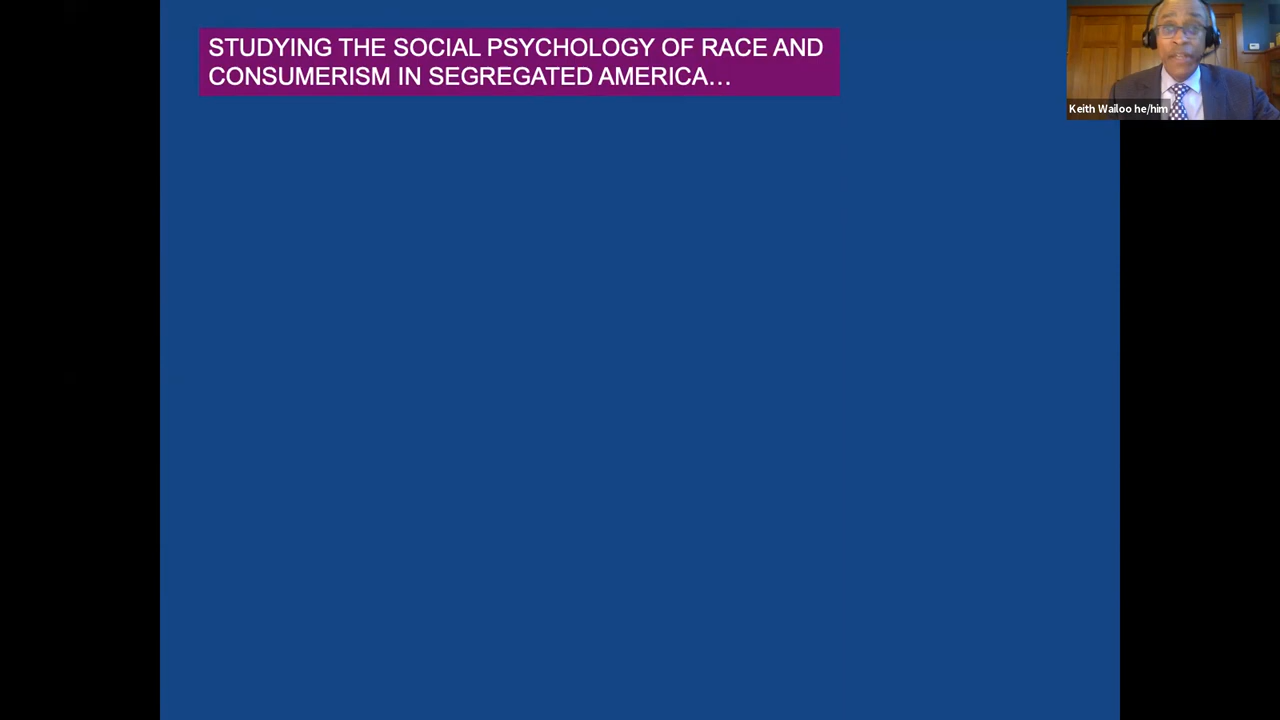 STUDYING THE SOCIAL PSYCHOLOGY OF RACE AND
CONSUMERISM IN SEGREGATED AMERICA…
Keith Wailoo he/him